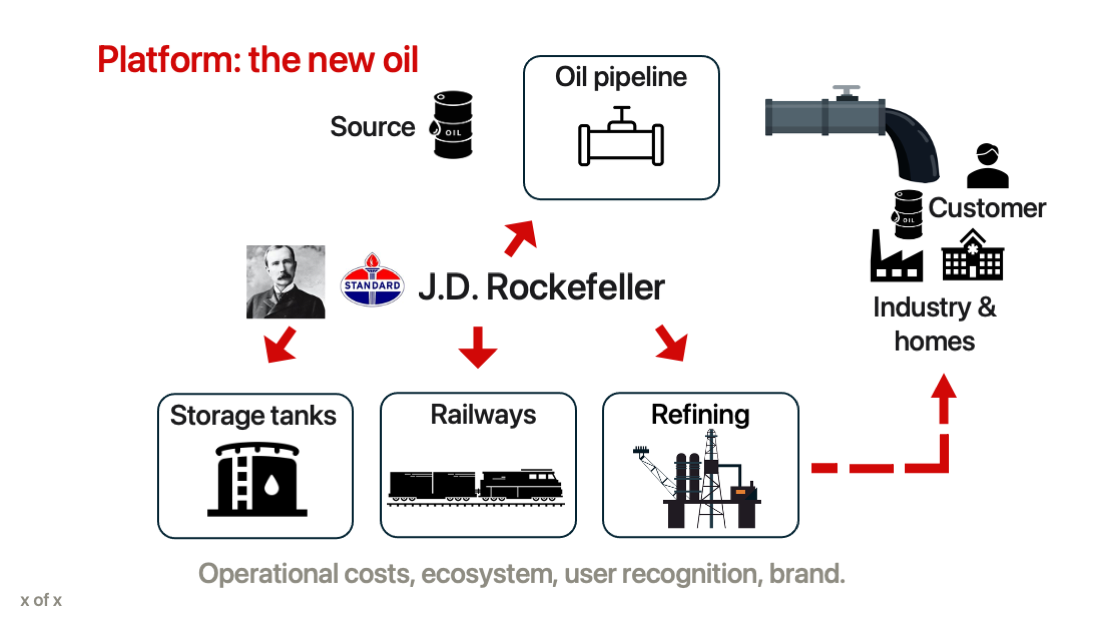 Platform: the new oil
Oil pipeline
Source
OIL
OIL
Customer
STANDARD
J.D. Rockefeller
Industry &
homes
Storage tanks
Railways
Refining
Operational costs, ecosystem, user recognition, brand.
x of x